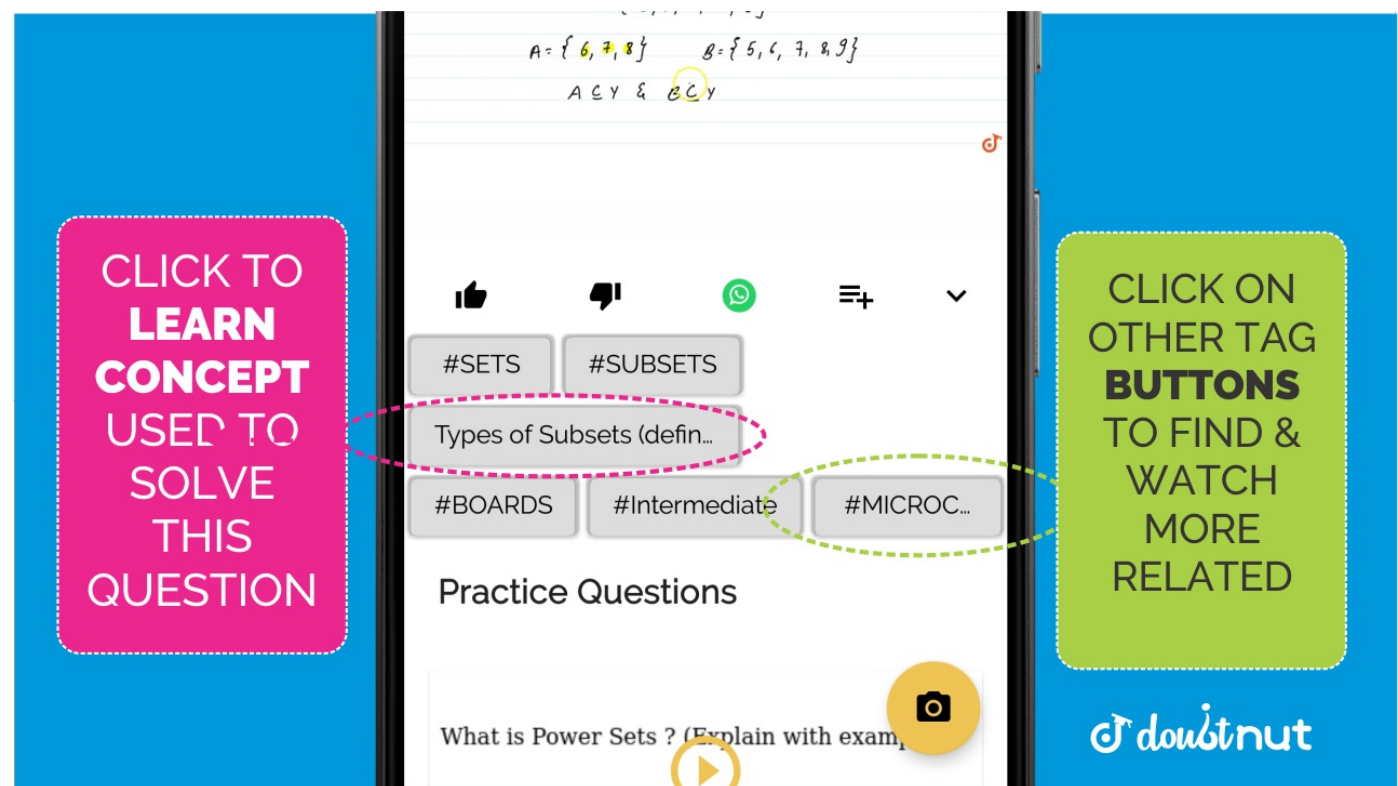 A = { 6, 7, 8 }  B = { 5, 6, 7, 8, 9 }
A ⊆ Y & B ⊆ Y
CLICK TO
LEARN
CONCEPT
USED TO
SOLVE
THIS
QUESTION
#SETS
#SUBSETS
Types of Subsets (defin...
#BOARDS
#Intermediate
#MICROC...
Practice Questions
What is Power Sets ? (Explain with
CLICK ON
OTHER TAG
BUTTONS
TO FIND &
WATCH
MORE
RELATED
doubtnut